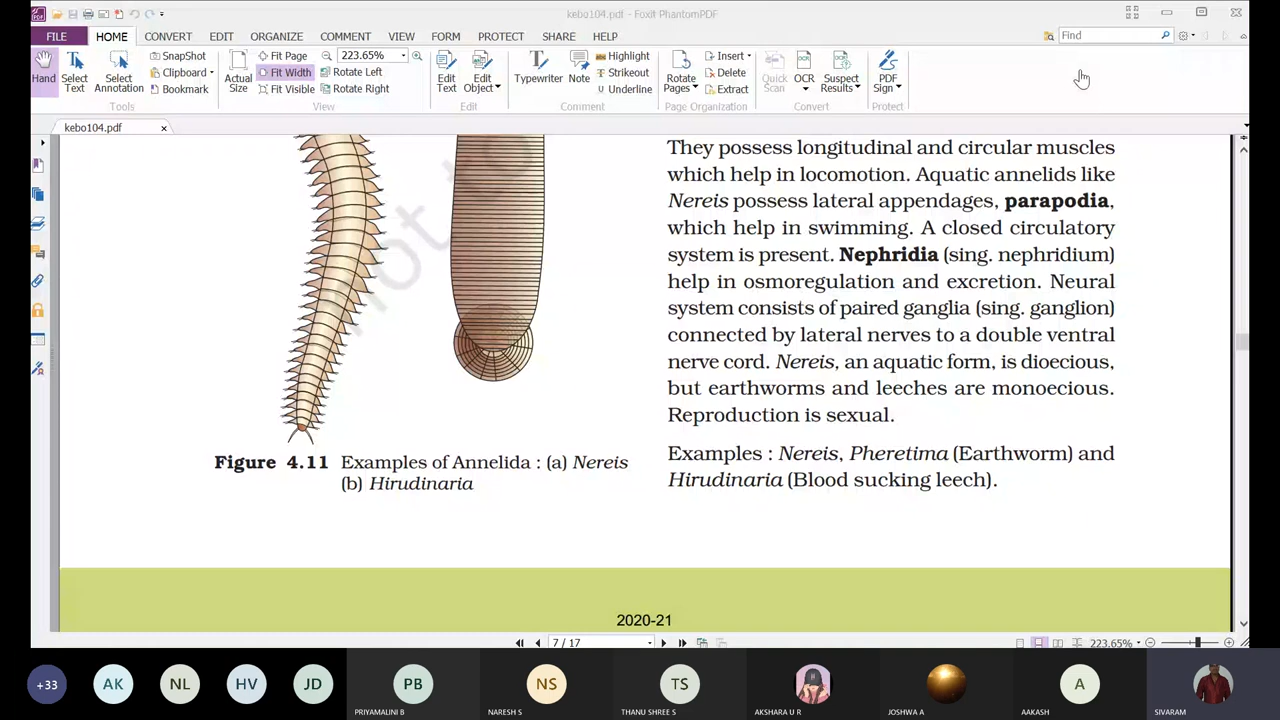 kebo104.pdf - Foxit PhantomPDF
FILE HOME CONVERT EDIT ORGANIZE COMMENT VIEW FORM PROTECT SHARE HELP
Find
Hand
Select Text
Select Annotation
SnapShot
Clipboard
Bookmark
Tools
Actual Size
Fit Page
Fit Width
Fit Visible
223.65%
Rotate Left
Rotate Right
View
Edit Text
Edit Object
Edit
Typewriter
Note
Highlight
Strikeout
Underline
Comment
Rotate Pages
Insert
Delete
Extract
Page Organization
Quick Scan
OCR
Suspect Results
Convert
PDF Sign
Protect
kebo104.pdf
not to
Figure 4.11 Examples of Annelida : (a) Nereis
(b) Hirudinaria
They possess longitudinal and circular muscles
which help in locomotion. Aquatic annelids like
Nereis possess lateral appendages, parapodia,
which help in swimming. A closed circulatory
system is present. Nephridia (sing. nephridium)
help in osmoregulation and excretion. Neural
system consists of paired ganglia (sing. ganglion)
connected by lateral nerves to a double ventral
nerve cord. Nereis, an aquatic form, is dioecious,
but earthworms and leeches are monoecious.
Reproduction is sexual.
Examples : Nereis, Pheretima (Earthworm) and
Hirudinaria (Blood sucking leech).
2020-21
7 / 17
223.65%
+33 AK NL HV JD PB NS TS A
PRIYAMALINI B NARESH S THANU SHREE S AKSHARA U R JOSHWA A AAKASH SIVARAM